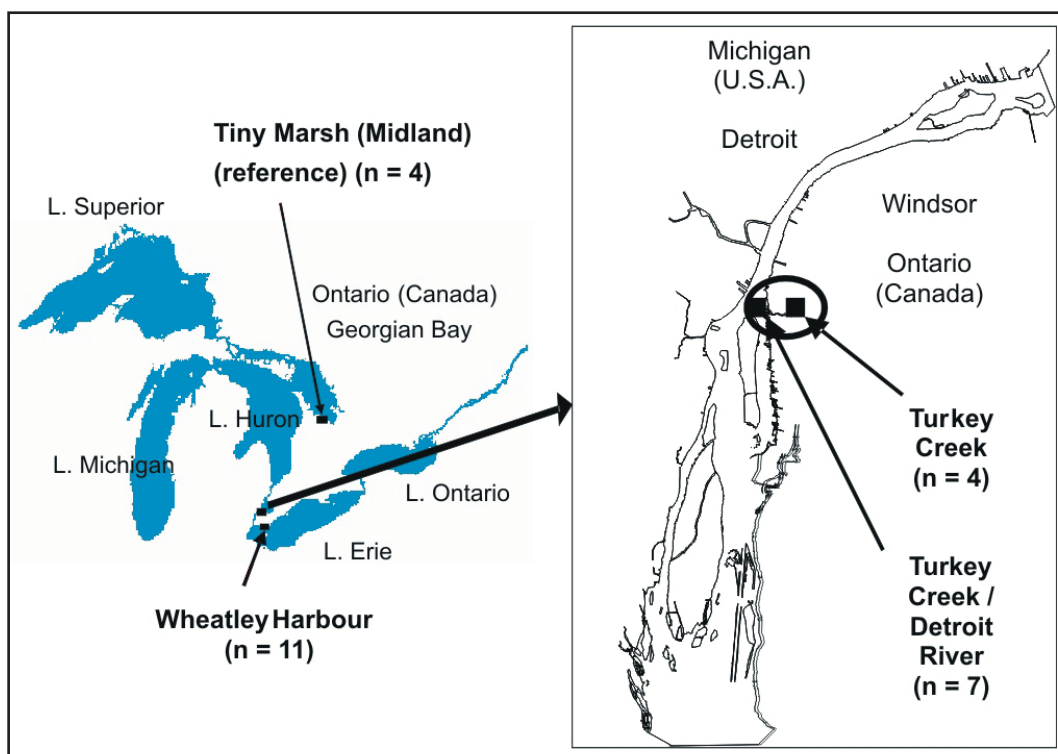 Tiny Marsh (Midland)
(reference) (n = 4)
L. Superior
Ontario (Canada)
Georgian Bay
L. Huron
L. Michigan
L. Ontario
L. Erie
Wheatley Harbour
(n = 11)
Michigan
(U.S.A.)
Detroit
Windsor
Ontario
(Canada)
Turkey
Creek
(n = 4)
Turkey
Creek /
Detroit
River
(n = 7)